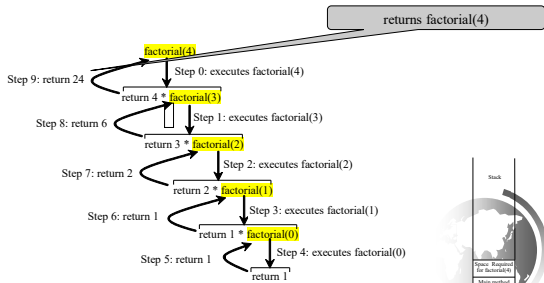 returns factorial(4)
factorial(4)
Step 9: return 24
Step 0: executes factorial(4)
return 4 * factorial(3)
Step 8: return 6
Step 1: executes factorial(3)
return 3 * factorial(2)
Step 7: return 2
Step 2: executes factorial(2)
return 2 * factorial(1)
Step 6: return 1
Step 3: executes factorial(1)
return 1 * factorial(0)
Step 5: return 1
Step 4: executes factorial(0)
return 1
Stack
Space Required
for factorial(4)
Main method